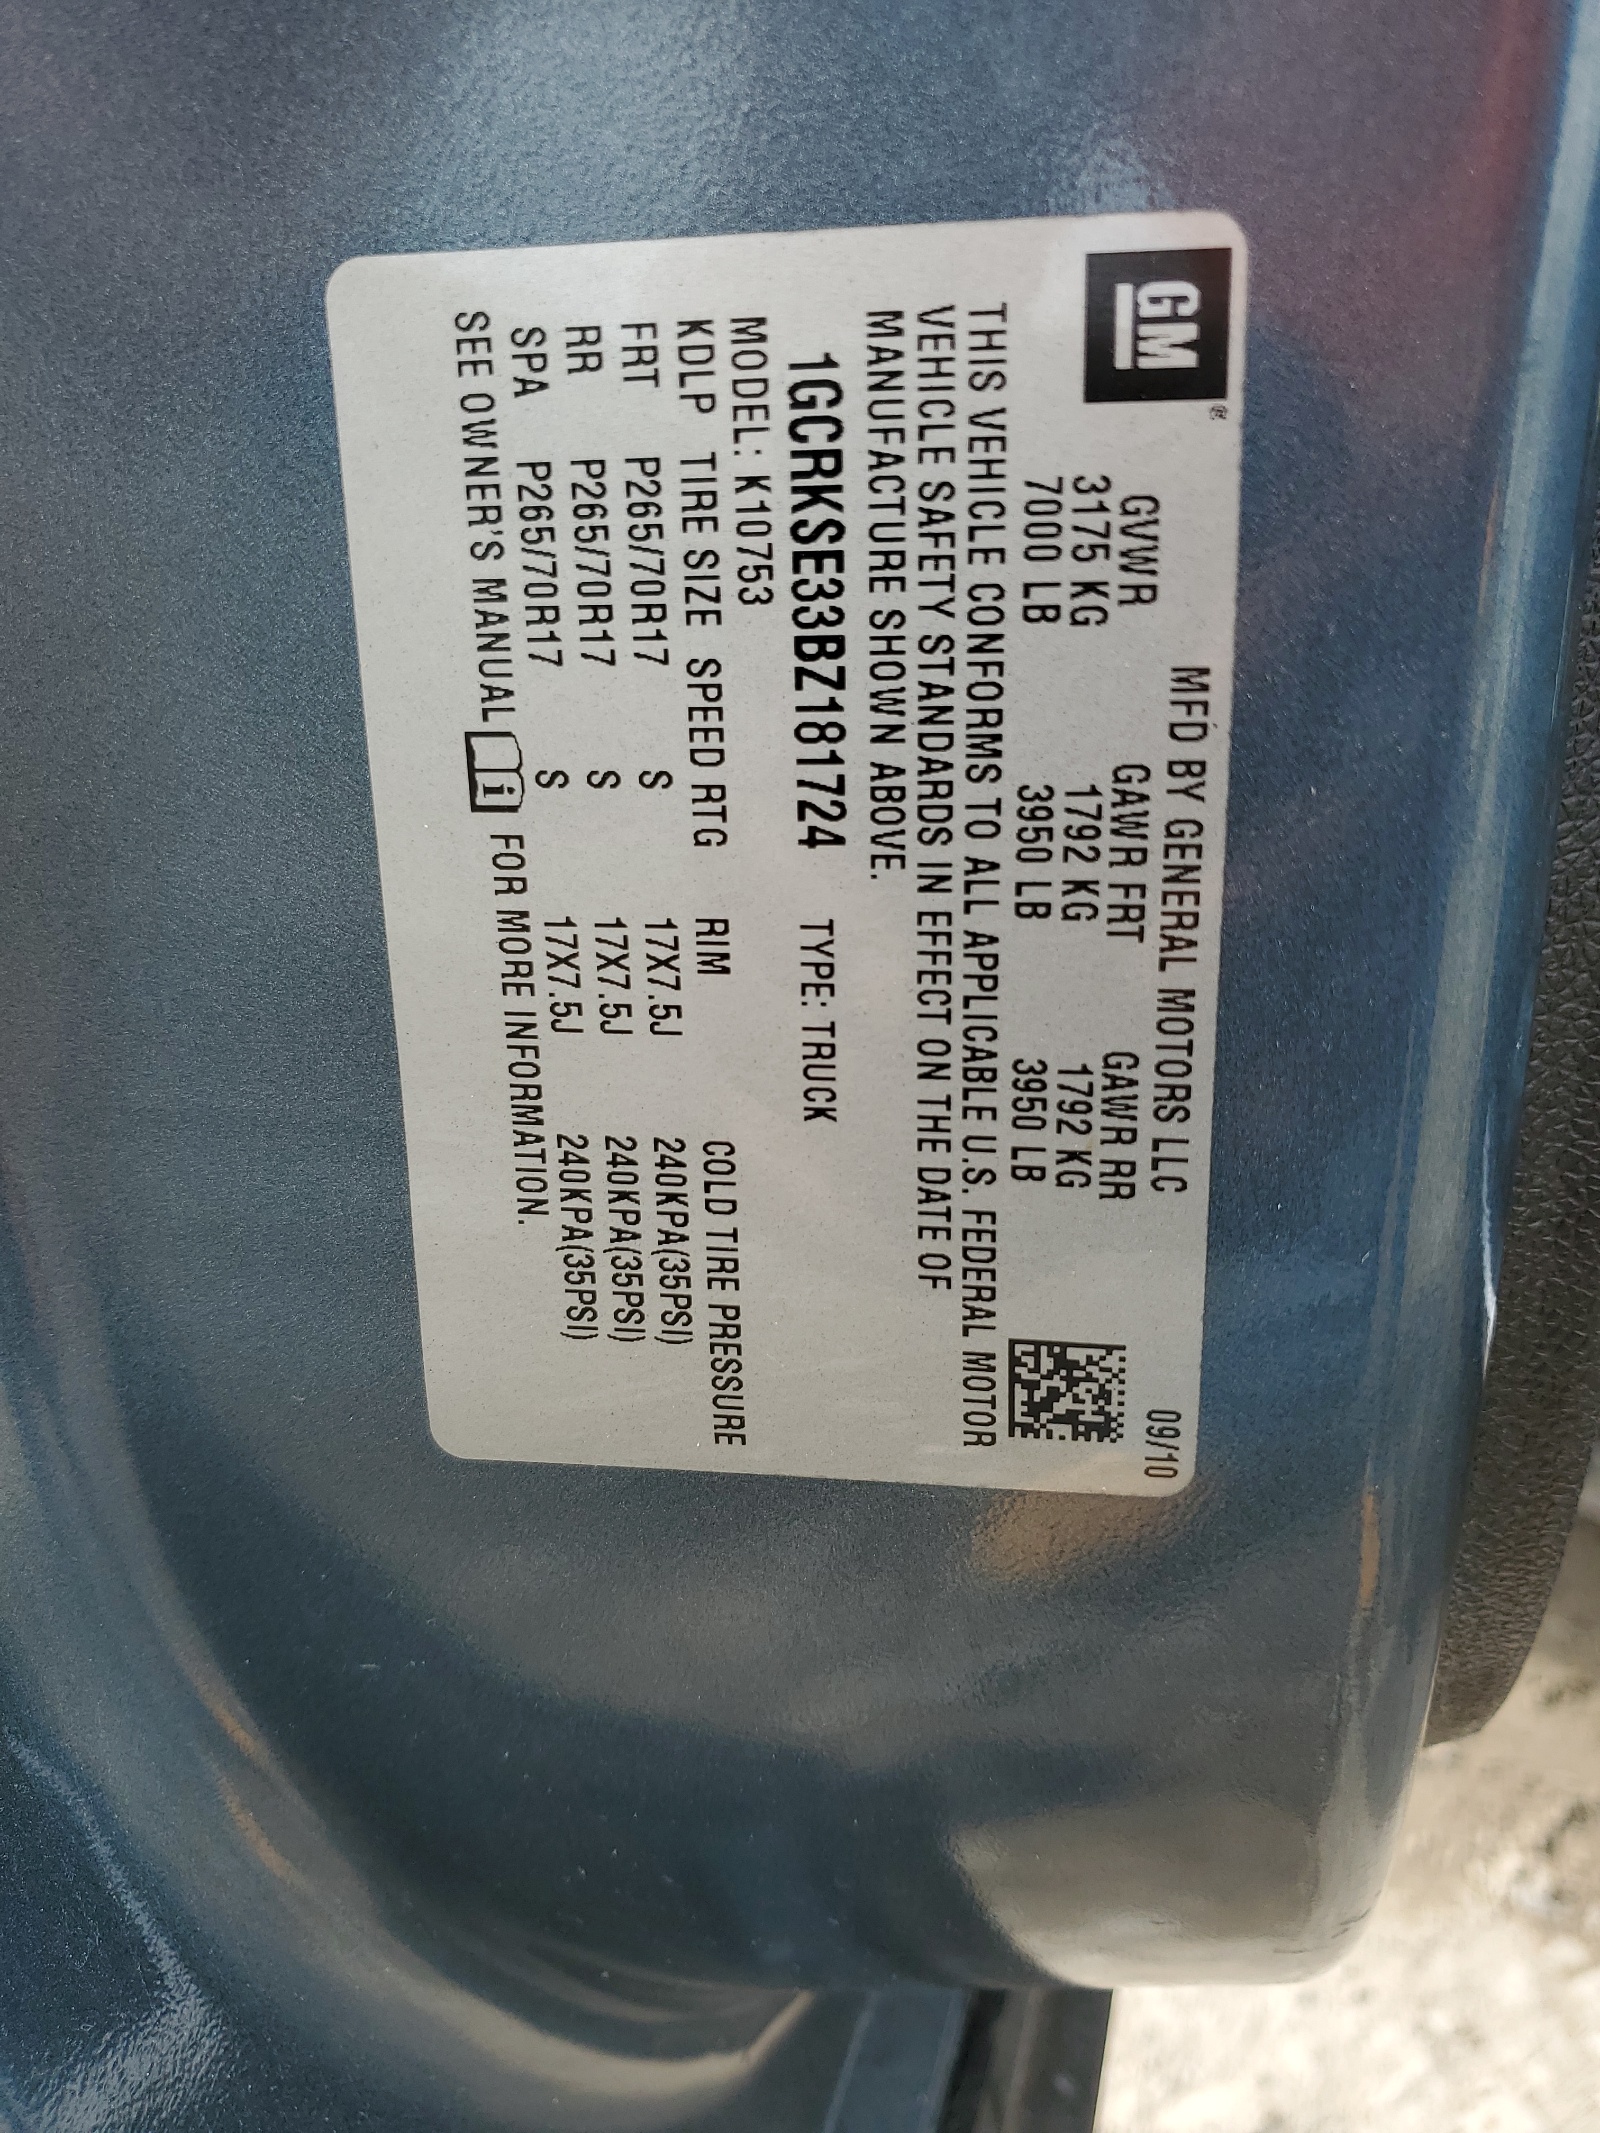 GM®
MFD BY GENERAL MOTORS LLC 09/10
GVWR GAWR FRT GAWR RR
3175 KG 1792 KG 1792 KG
7000 LB 3950 LB 3950 LB
THIS VEHICLE CONFORMS TO ALL APPLICABLE U.S. FEDERAL MOTOR
VEHICLE SAFETY STANDARDS IN EFFECT ON THE DATE OF
MANUFACTURE SHOWN ABOVE.
1GCRKSE33BZ181724 TYPE: TRUCK
MODEL: K10753
KDLP TIRE SIZE SPEED RTG RIM COLD TIRE PRESSURE
FRT P265/70R17 S 17X7.5J 240KPA(35PSI)
RR P265/70R17 S 17X7.5J 240KPA(35PSI)
SPA P265/70R17 S 17X7.5J 240KPA(35PSI)
SEE OWNER'S MANUAL i FOR MORE INFORMATION.